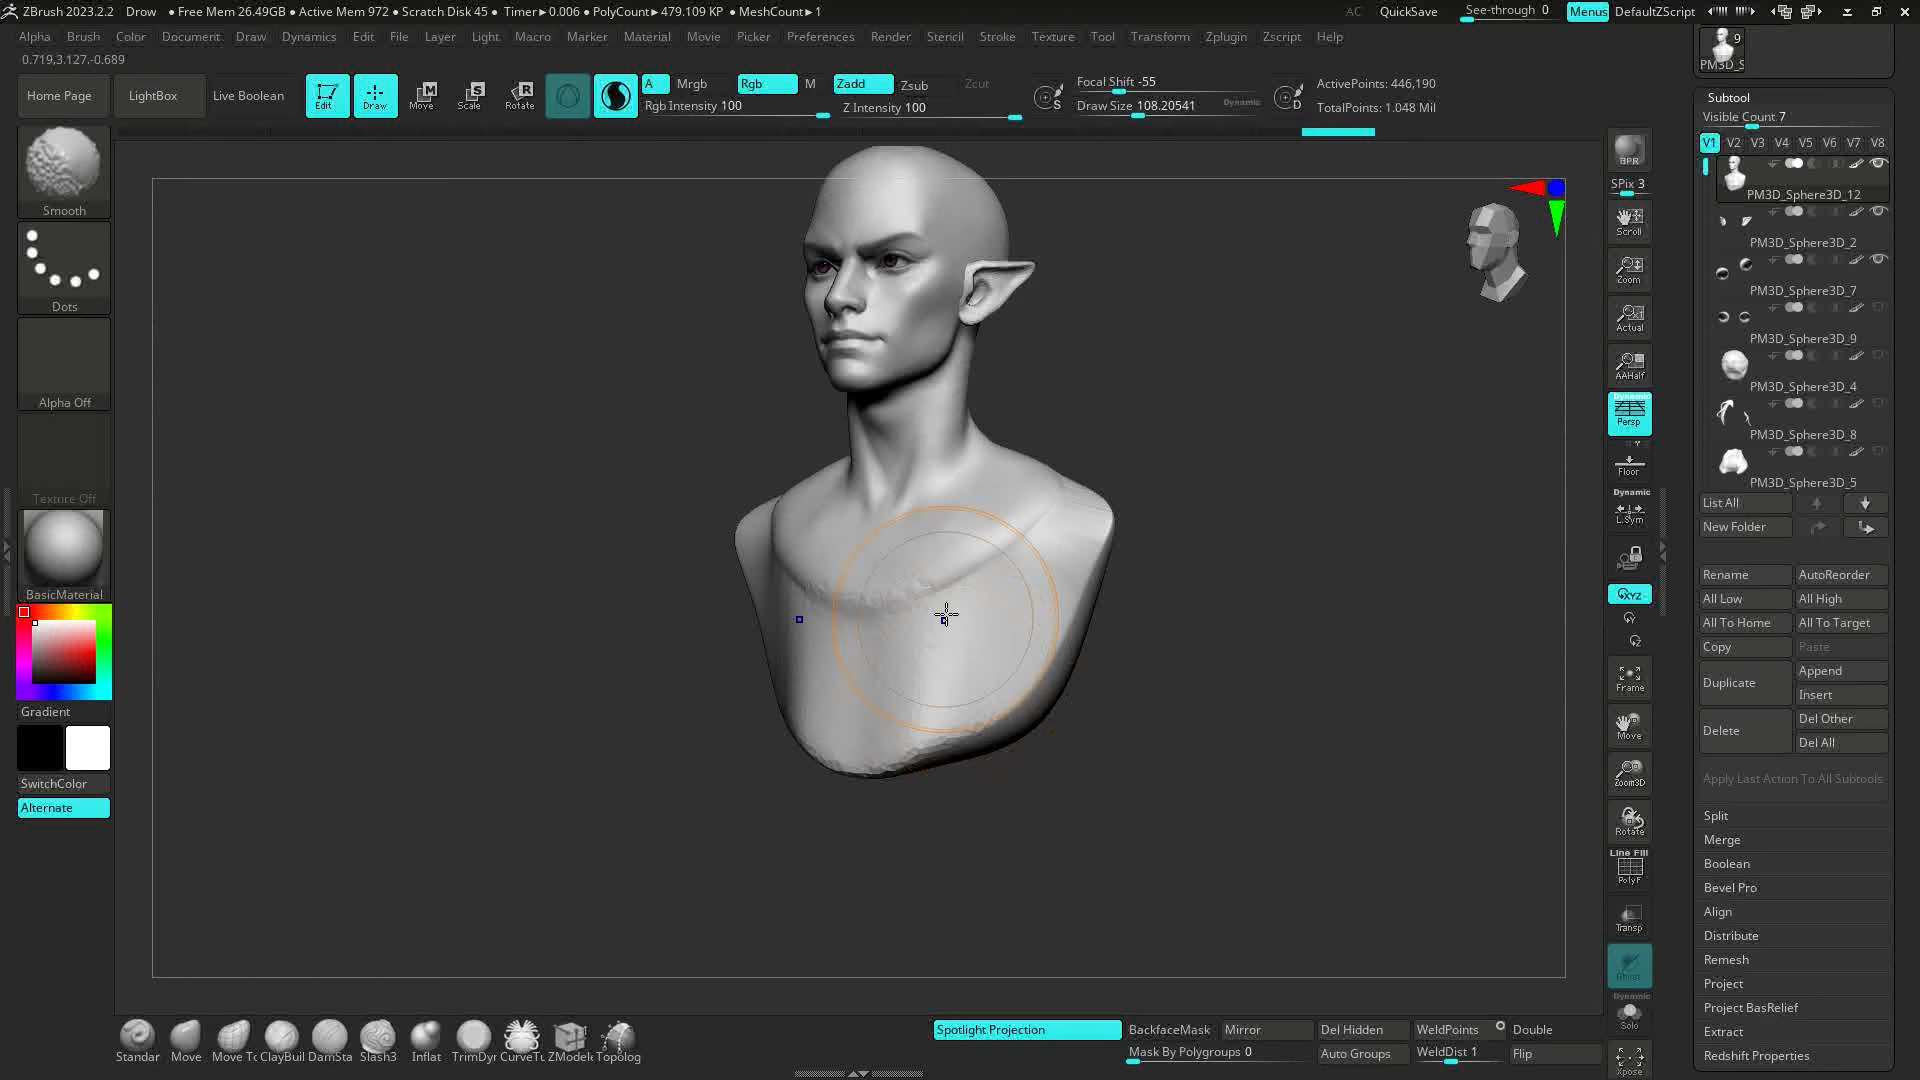 ZBrush 2023.2.2 Drow ● Free Mem 26.49GB ● Active Mem 972 ● Scratch Disk 45 ● Timer►0.006 ● PolyCount►479.109 KP ● MeshCount►1
AC QuickSave See-through 0 Menus DefaultZScript
Alpha Brush Color Document Draw Dynamics Edit File Layer Light Macro Marker Material Movie Picker Preferences Render Stencil Stroke Texture Tool Transform Zplugin Zscript Help
0.719,3.127,-0.689
Home Page LightBox Live Boolean Edit Draw Move Scale Rotate
A Mrgb Rgb M Zadd Zsub Zcut
Rgb Intensity 100 Z Intensity 100
Focal Shift -55
Draw Size 108.20541 Dynamic
ActivePoints: 446,190
TotalPoints: 1.048 Mil
Smooth
Dots
Alpha Off
Texture Off
BasicMaterial
Gradient
SwitchColor
Alternate
BPR
SPix 3
Scroll
Zoom
Actual
AAHalf
Dynamic
Persp
Floor
Dynamic
L.Sym
XYZ
Frame
Move
Zoom3D
Rotate
Line Fill
PolyF
Transp
Ghost
Dynamic
Solo
Xpose
9
PM3D_S
Subtool
Visible Count 7
V1 V2 V3 V4 V5 V6 V7 V8
PM3D_Sphere3D_12
PM3D_Sphere3D_2
PM3D_Sphere3D_7
PM3D_Sphere3D_9
PM3D_Sphere3D_4
PM3D_Sphere3D_8
PM3D_Sphere3D_5
List All
New Folder
Rename AutoReorder
All Low All High
All To Home All To Target
Copy Paste
Duplicate Append
Insert
Delete Del Other
Del All
Apply Last Action To All Subtools
Split
Merge
Boolean
Bevel Pro
Align
Distribute
Remesh
Project
Project BasRelief
Extract
Redshift Properties
Standar Move Move To ClayBuil DamSta Slash3 Inflat TrimDyr CurveTu ZModele Topolog
Spotlight Projection BackfaceMask Mirror Del Hidden WeldPoints Double
Mask By Polygroups 0 Auto Groups WeldDist 1 Flip